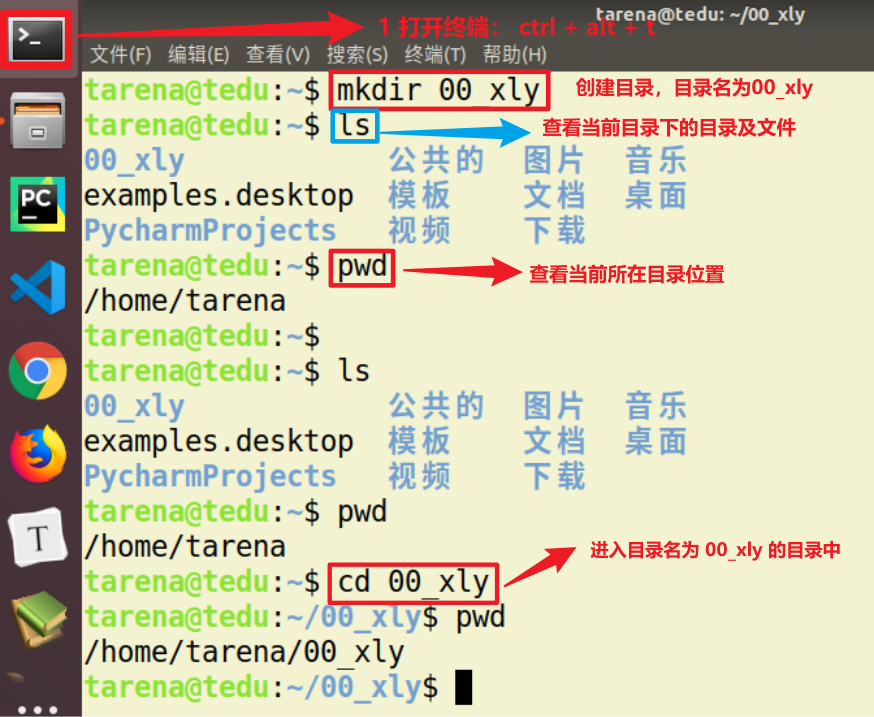 tarena@tedu: ~/00_xly
1 打开终端： ctrl + alt + t
文件(F) 编辑(E) 查看(V) 搜索(S) 终端(T) 帮助(H)
tarena@tedu:~$ mkdir 00_xly 创建目录，目录名为00_xly
tarena@tedu:~$ ls 查看当前目录下的目录及文件
00_xly 公共的 图片 音乐
examples.desktop 模板 文档 桌面
PycharmProjects 视频 下载
tarena@tedu:~$ pwd 查看当前所在目录位置
/home/tarena
tarena@tedu:~$
tarena@tedu:~$ ls
00_xly 公共的 图片 音乐
examples.desktop 模板 文档 桌面
PycharmProjects 视频 下载
tarena@tedu:~$ pwd
/home/tarena 进入目录名为 00_xly 的目录中
tarena@tedu:~$ cd 00_xly
tarena@tedu:~/00_xly$ pwd
/home/tarena/00_xly
tarena@tedu:~/00_xly$
>_
PC
T